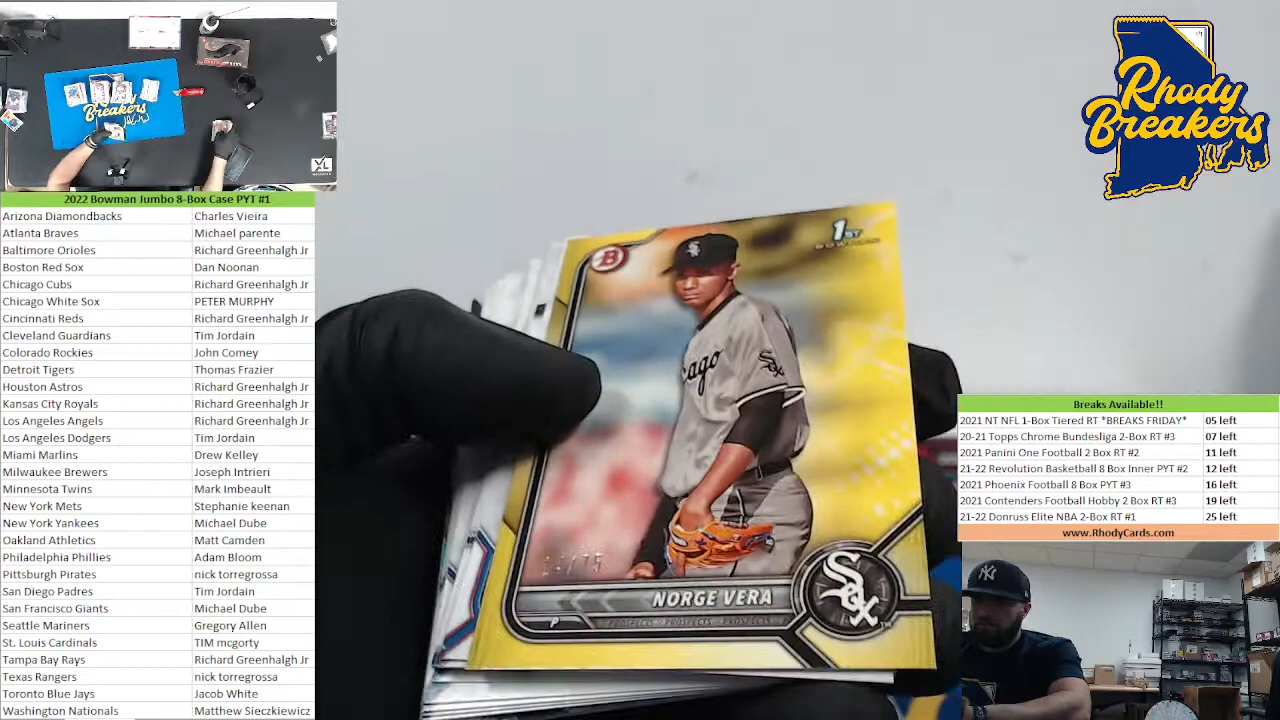 Rhody
Breakers
2022 Bowman Jumbo 8-Box Case PYT #1
Arizona Diamondbacks Charles Vieira
Atlanta Braves Michael parente
Baltimore Orioles Richard Greenhalgh Jr
Boston Red Sox Dan Noonan
Chicago Cubs Richard Greenhalgh Jr
Chicago White Sox PETER MURPHY
Cincinnati Reds Richard Greenhalgh Jr
Cleveland Guardians Tim Jordain
Colorado Rockies John Comey
Detroit Tigers Thomas Frazier
Houston Astros Richard Greenhalgh Jr
Kansas City Royals Richard Greenhalgh Jr
Los Angeles Angels Richard Greenhalgh Jr
Los Angeles Dodgers Tim Jordain
Miami Marlins Drew Kelley
Milwaukee Brewers Joseph Intrieri
Minnesota Twins Mark Imbeault
New York Mets Stephanie keenan
New York Yankees Michael Dube
Oakland Athletics Matt Camden
Philadelphia Phillies Adam Bloom
Pittsburgh Pirates nick torregrossa
San Diego Padres Tim Jordain
San Francisco Giants Michael Dube
Seattle Mariners Gregory Allen
St. Louis Cardinals TIM mcgorty
Tampa Bay Rays Richard Greenhalgh Jr
Texas Rangers nick torregrossa
Toronto Blue Jays Jacob White
Washington Nationals Matthew Sieczkiewicz
B
1ST
BOWMAN
cago
Sox
NORGE VERA
P
PROSPECTS PROSPECTS PROSPECTS
Sox
Breakers
XL
Rhody
Breakers
Breaks Available!!
2021 NT NFL 1-Box Tiered RT *BREAKS FRIDAY* 05 left
20-21 Topps Chrome Bundesliga 2-Box RT #3 07 left
2021 Panini One Football 2 Box RT #2 11 left
21-22 Revolution Basketball 8 Box Inner PYT #2 12 left
2021 Phoenix Football 8 Box PYT #3 16 left
2021 Contenders Football Hobby 2 Box RT #3 19 left
21-22 Donruss Elite NBA 2-Box RT #1 25 left
www.RhodyCards.com